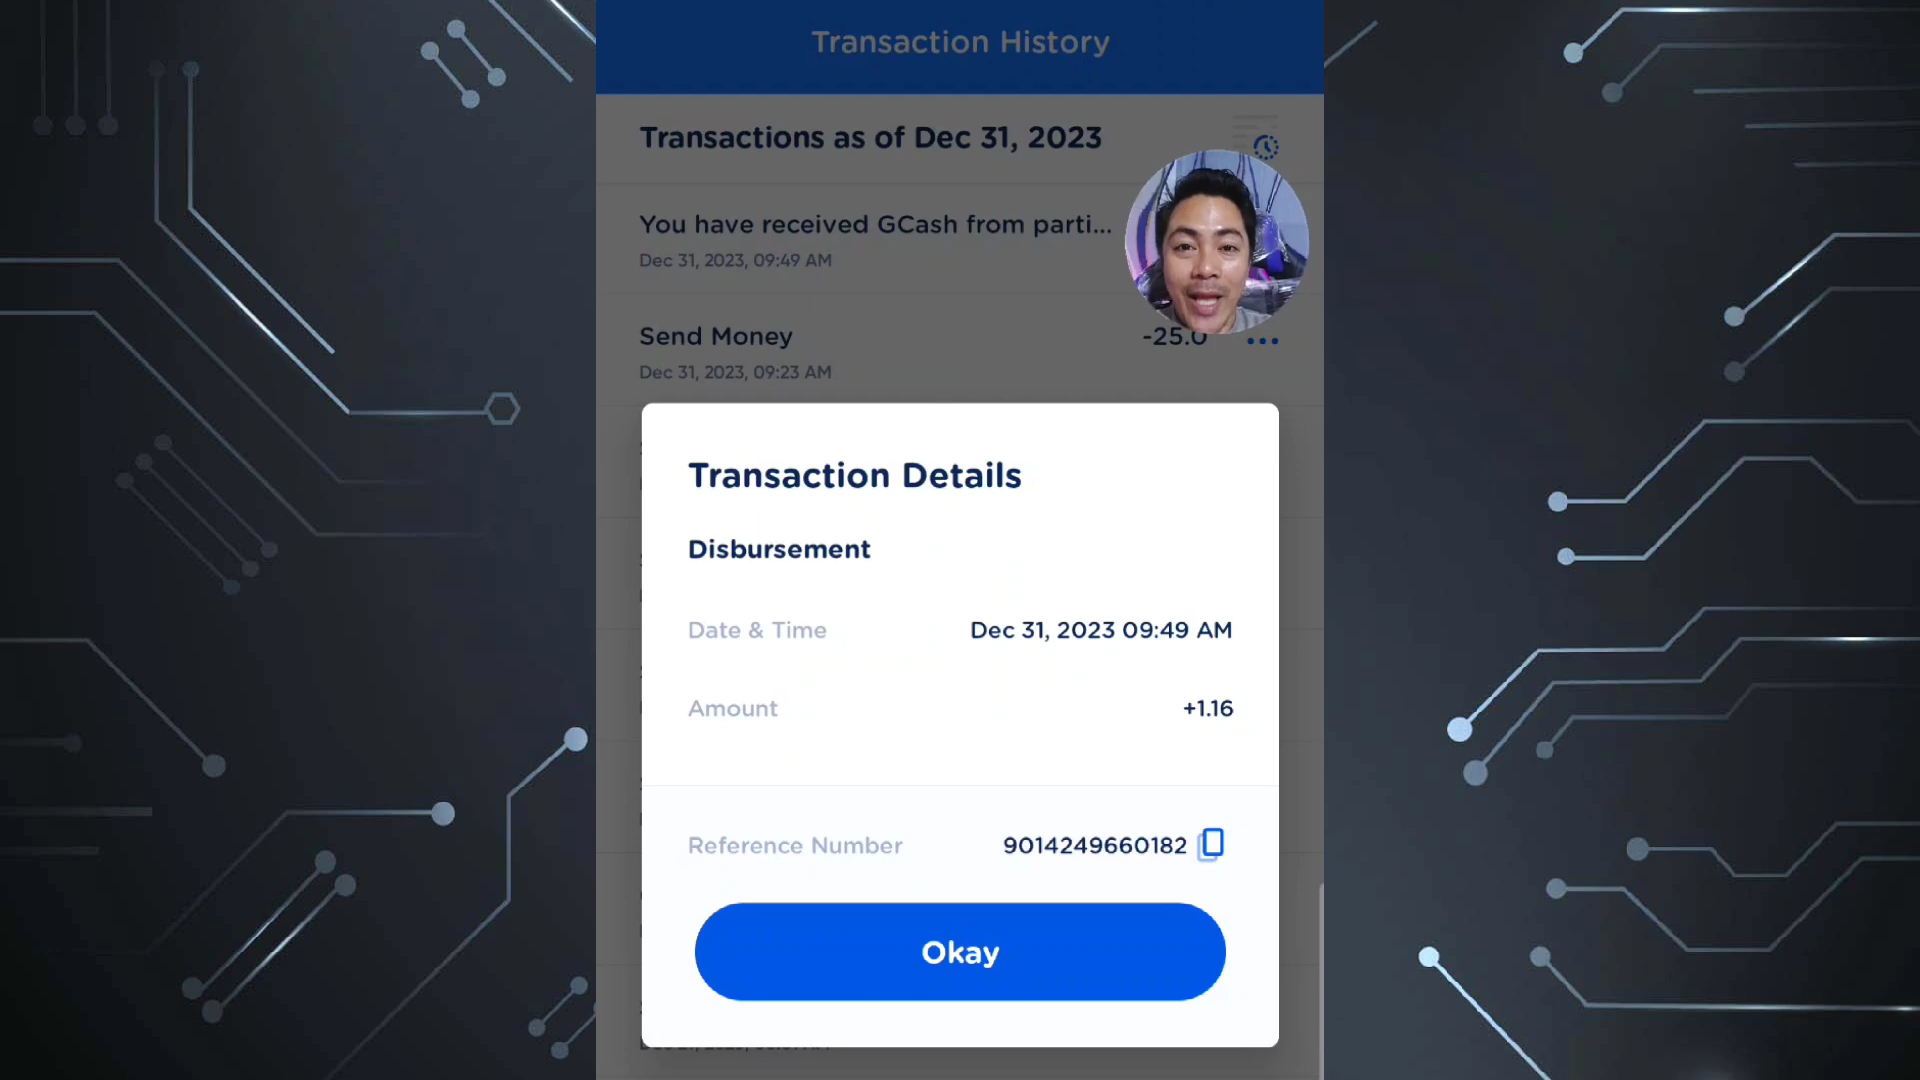 Transaction History
Transactions as of Dec 31, 2023
You have received GCash from parti...
Dec 31, 2023, 09:49 AM
Send Money
-25.0
Dec 31, 2023, 09:23 AM
Transaction Details
Disbursement
Date & Time
Dec 31, 2023 09:49 AM
Amount
+1.16
Reference Number
9014249660182
Okay